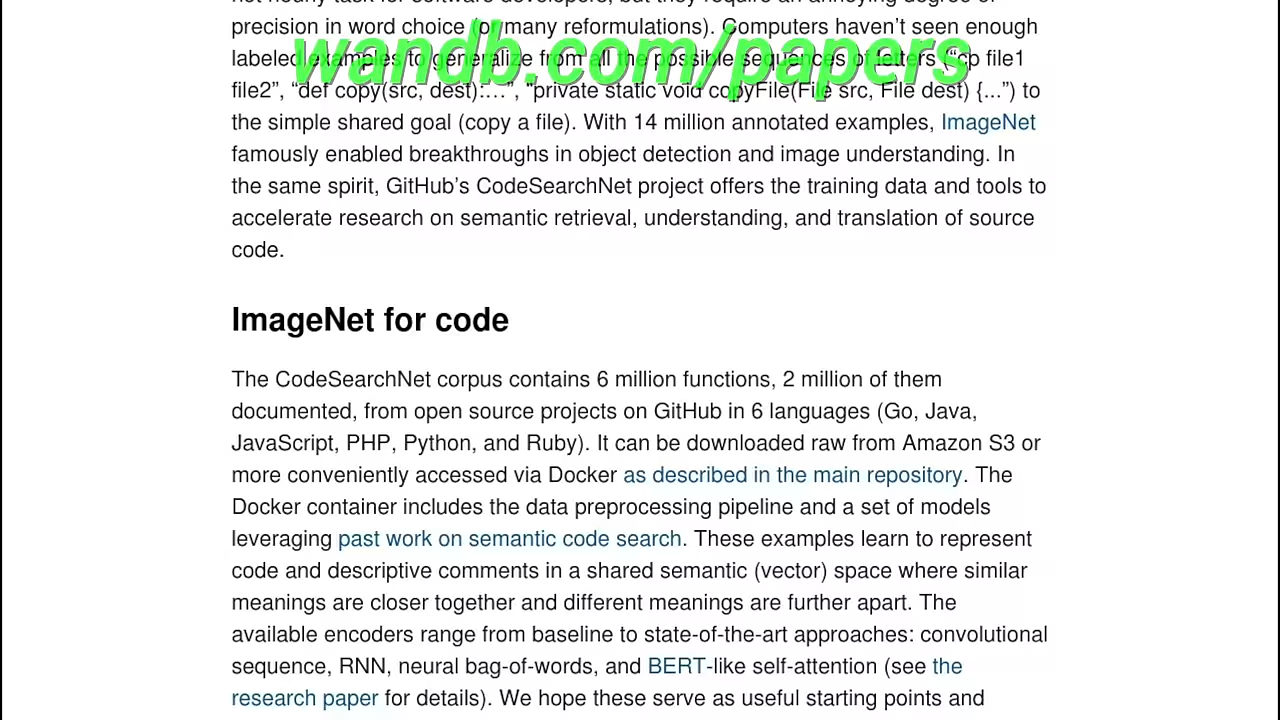 net nourly task for software developers, but they require an annoying degree of
precision in word choice (or many reformulations). Computers haven’t seen enough
wandb.com/papers
labeled examples to generalize from all the possible sequences of letters (“cp file1
file2”, “def copy(src, dest):…”, “private static void copyFile(File src, File dest) {...”) to
the simple shared goal (copy a file). With 14 million annotated examples, ImageNet
famously enabled breakthroughs in object detection and image understanding. In
the same spirit, GitHub’s CodeSearchNet project offers the training data and tools to
accelerate research on semantic retrieval, understanding, and translation of source
code.
ImageNet for code
The CodeSearchNet corpus contains 6 million functions, 2 million of them
documented, from open source projects on GitHub in 6 languages (Go, Java,
JavaScript, PHP, Python, and Ruby). It can be downloaded raw from Amazon S3 or
more conveniently accessed via Docker as described in the main repository. The
Docker container includes the data preprocessing pipeline and a set of models
leveraging past work on semantic code search. These examples learn to represent
code and descriptive comments in a shared semantic (vector) space where similar
meanings are closer together and different meanings are further apart. The
available encoders range from baseline to state-of-the-art approaches: convolutional
sequence, RNN, neural bag-of-words, and BERT-like self-attention (see the
research paper for details). We hope these serve as useful starting points and